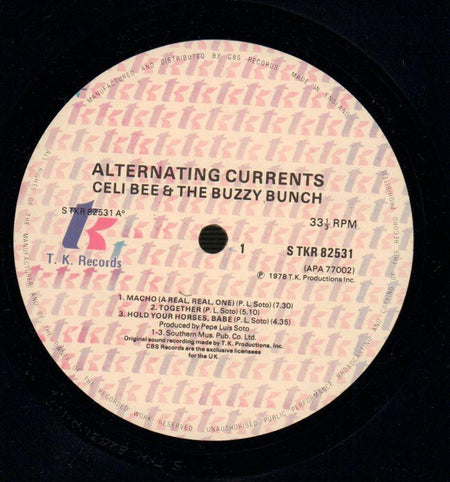 MANUFACTURED AND DISTRIBUTED BY CBS RECORDS MADE IN ENGLAND
ALTERNATING CURRENTS
CELI BEE & THE BUZZY BUNCH
S TKR 82531 A°
33⅓ RPM
tk
T. K. Records
1
S TKR 82531
(APA 77002)
℗ 1978 T.K. Productions Inc.
1. MACHO (A REAL, REAL, ONE) (P. L. Soto) (7.30)
2. TOGETHER (P. L. Soto) (5.10)
3. HOLD YOUR HORSES, BABE (P. L. Soto) (4.35)
Produced by Pepe Luis Soto
1-3. Southern Mus. Pub. Co. Ltd.
Original sound recording made by T. K. Productions, Inc.
CBS Records are the exclusive licensees
for the UK
ALL RIGHTS OF THE MANUFACTURER AND OF THE OWNER OF THE RECORDED WORK RESERVED UNAUTHORISED PUBLIC PERFORMANCE BROADCASTING AND COPYING OF THIS RECORD PROHIBITED